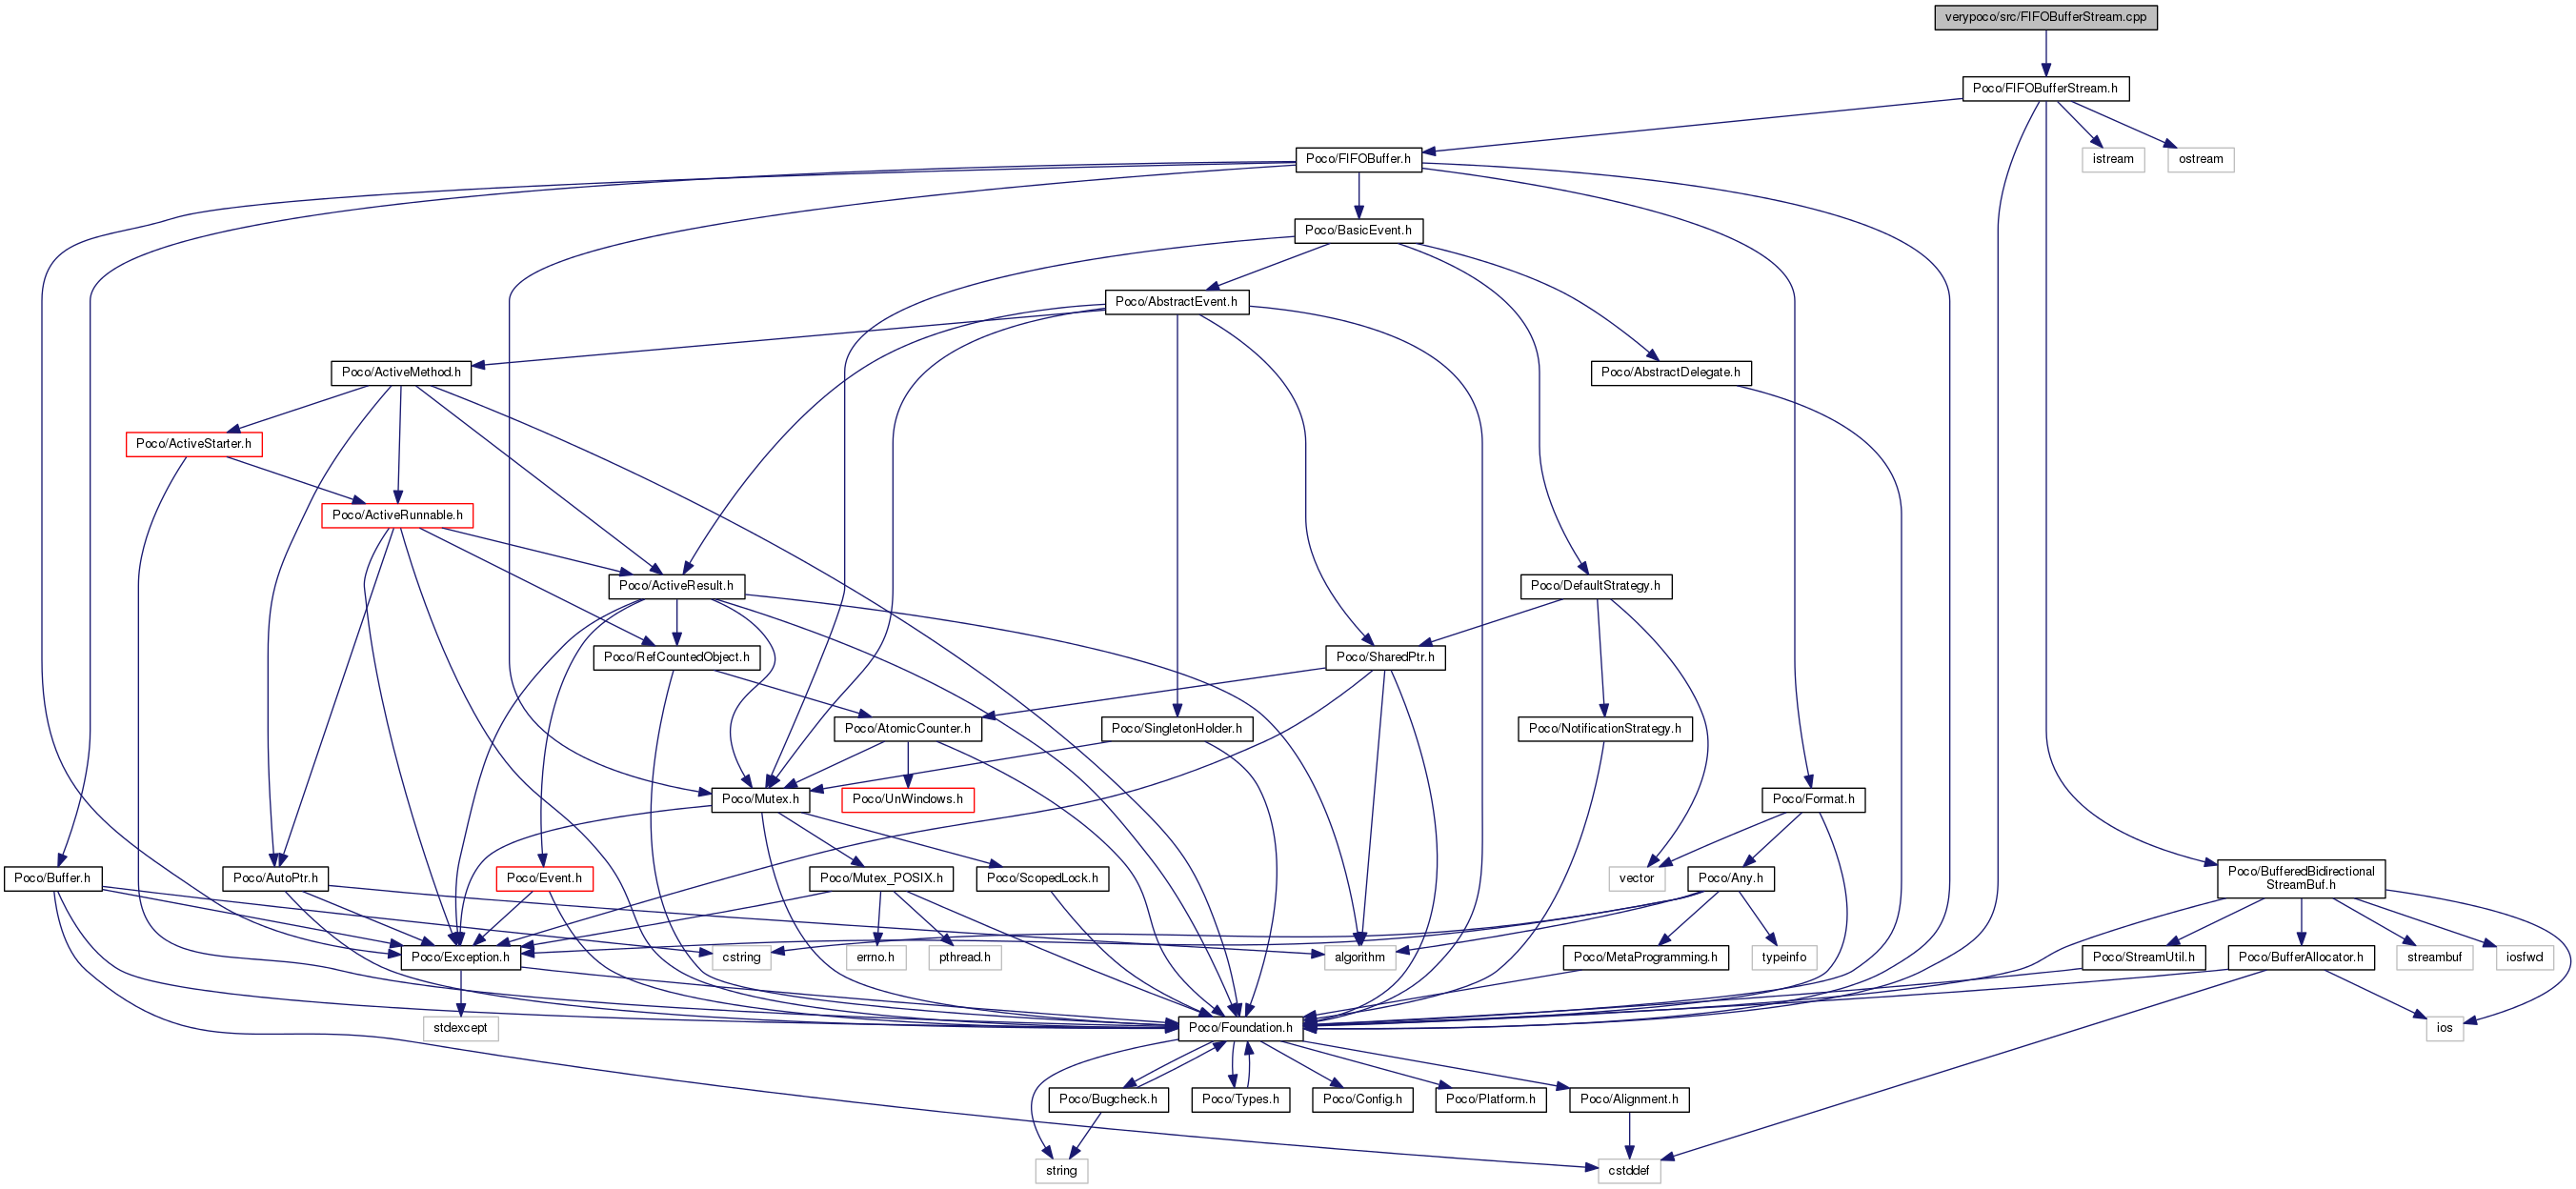 verypoco/src/FIFOBufferStream.cpp
Poco/FIFOBufferStream.h
Poco/FIFOBuffer.h
istream
ostream
Poco/BasicEvent.h
Poco/AbstractEvent.h
Poco/ActiveMethod.h
Poco/AbstractDelegate.h
Poco/ActiveStarter.h
Poco/ActiveRunnable.h
Poco/ActiveResult.h
Poco/DefaultStrategy.h
Poco/RefCountedObject.h
Poco/SharedPtr.h
Poco/AtomicCounter.h
Poco/SingletonHolder.h
Poco/NotificationStrategy.h
Poco/Mutex.h
Poco/UnWindows.h
Poco/Format.h
Poco/Buffer.h
Poco/AutoPtr.h
Poco/Event.h
Poco/Mutex_POSIX.h
Poco/ScopedLock.h
vector
Poco/Any.h
Poco/BufferedBidirectional
StreamBuf.h
Poco/Exception.h
cstring
errno.h
pthread.h
algorithm
Poco/MetaProgramming.h
typeinfo
Poco/StreamUtil.h
Poco/BufferAllocator.h
streambuf
iosfwd
stdexcept
Poco/Foundation.h
ios
Poco/Bugcheck.h
Poco/Types.h
Poco/Config.h
Poco/Platform.h
Poco/Alignment.h
string
cstddef